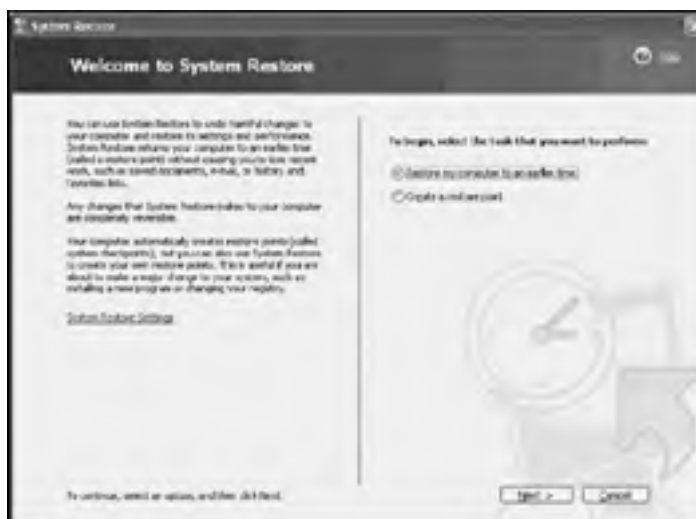 System Restore
Welcome to System Restore
Help
You can use System Restore to undo harmful changes to
your computer and restore its settings and performance.
System Restore returns your computer to an earlier time
(called a restore point) without causing you to lose recent
work, such as saved documents, e-mail, or history and
favorites lists.
Any changes that System Restore makes to your computer
are completely reversible.
Your computer automatically creates restore points (called
system checkpoints), but you can also use System Restore
to create your own restore points. This is useful if you are
about to make a major change to your system, such as
installing a new program or changing your registry.
System Restore Settings
To begin, select the task that you want to perform:
Restore my computer to an earlier time
Create a restore point
To continue, select an option, and then click Next.
Next >
Cancel